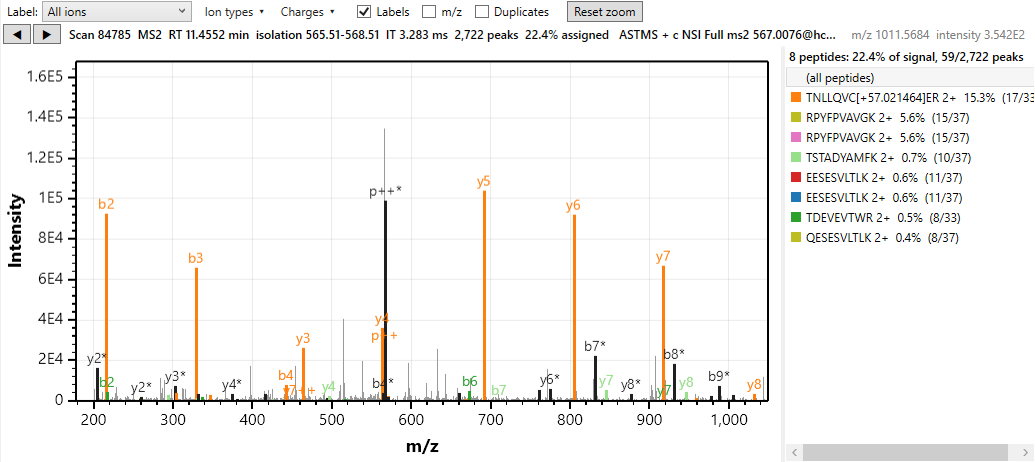 Label: All ions Ion types Charges Labels m/z Duplicates Reset zoom
Scan 84785 MS2 RT 11.4552 min isolation 565.51-568.51 IT 3.283 ms 2,722 peaks 22.4% assigned ASTMS + c NSI Full ms2 567.0076@hc... m/z 1011.5684 intensity 3.542E2
8 peptides: 22.4% of signal, 59/2,722 peaks
(all peptides)
TNLLQVC[+57.021464]ER 2+ 15.3% (17/33
RPYFPVAVGK 2+ 5.6% (15/37)
RPYFPVAVGK 2+ 5.6% (15/37)
TSTADYAMFK 2+ 0.7% (10/37)
EESESVLTLK 2+ 0.6% (11/37)
EESESVLTLK 2+ 0.6% (11/37)
TDEVEVTWR 2+ 0.5% (8/33)
QESESVLTLK 2+ 0.4% (8/37)
Intensity
1.6E5
1.4E5
1.2E5
1E5
8E4
6E4
4E4
2E4
0
p++*
y5
b2
y6
b3
y7
y4
p++
y3
y2*
b7*
b8*
b2
y2*
y3*
y4*
b4
y7++
y4
b4*
b6
b7
y6*
y7
y8*
y7
y8
b9*
y8
200 300 400 500 600 700 800 900 1,000
m/z